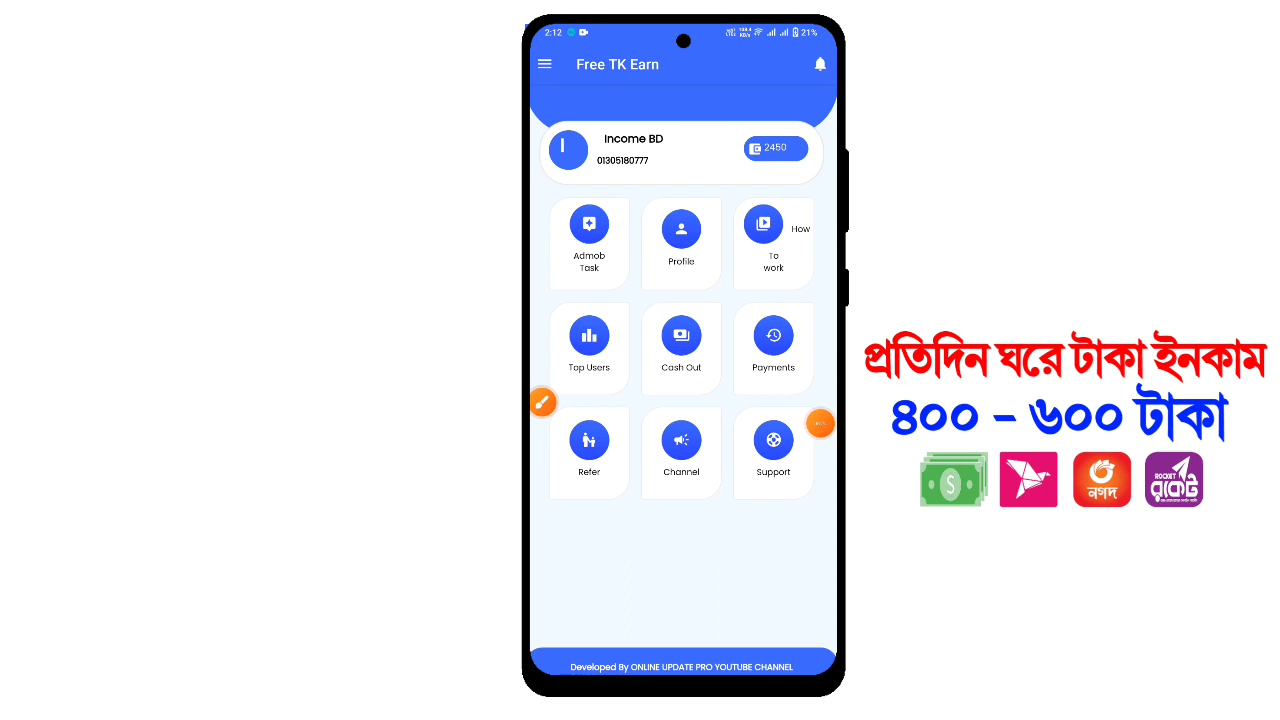 2:12
21%
Free TK Earn
Income BD
01305180777
2450
Admob
Task
Profile
How
To
work
Top Users
Cash Out
Payments
Refer
Channel
Support
Developed By ONLINE UPDATE PRO YOUTUBE CHANNEL
প্রতিদিন ঘরে টাকা ইনকাম
৪০০ - ৬০০ টাকা
নগদ
ROCKET
রকেট